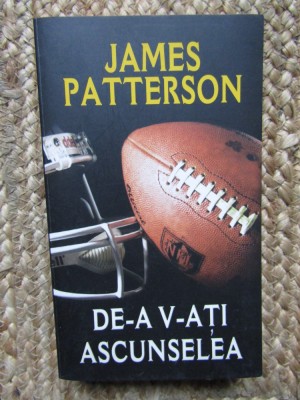 JAMES
PATTERSON
DE-A V-AȚI
ASCUNSELEA